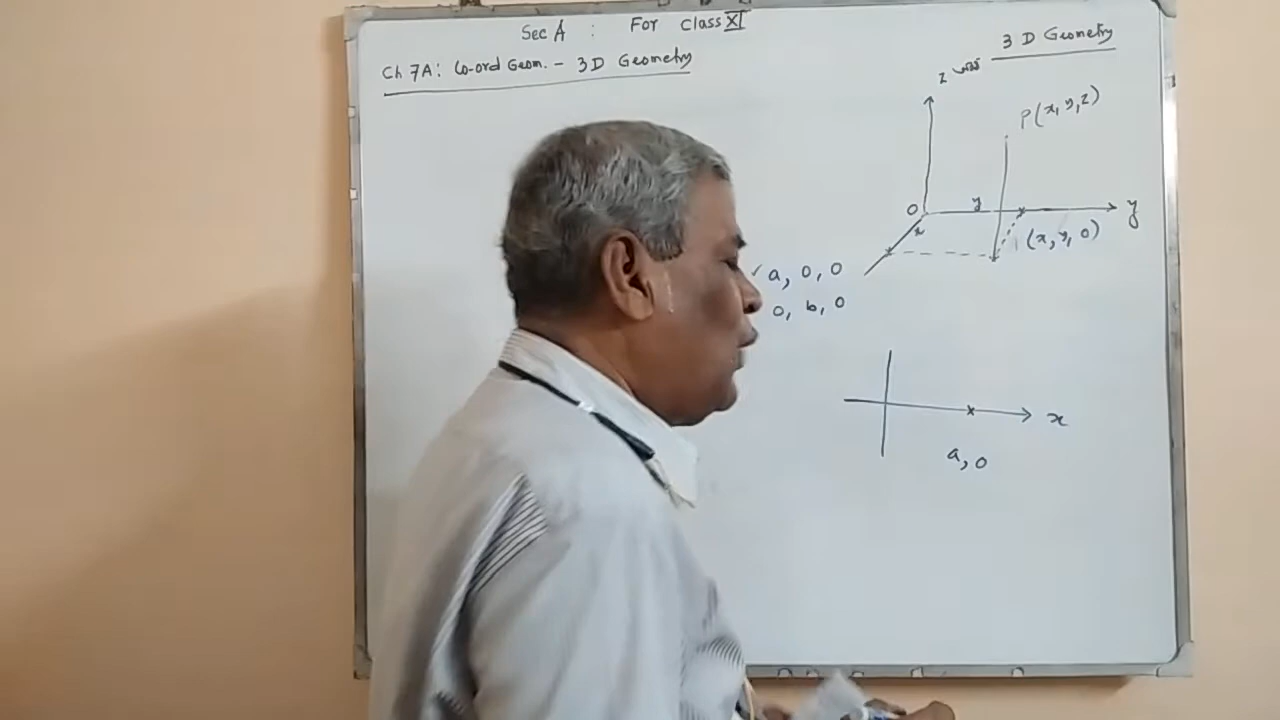 Sec A : For Class XI
3 D Geometry
Ch 7A: Co-ord Geom. - 3D Geometry
z
P(x, y, z)
O
y
y
x
(x, y, 0)
a, 0, 0
0, b, 0
x
a, 0